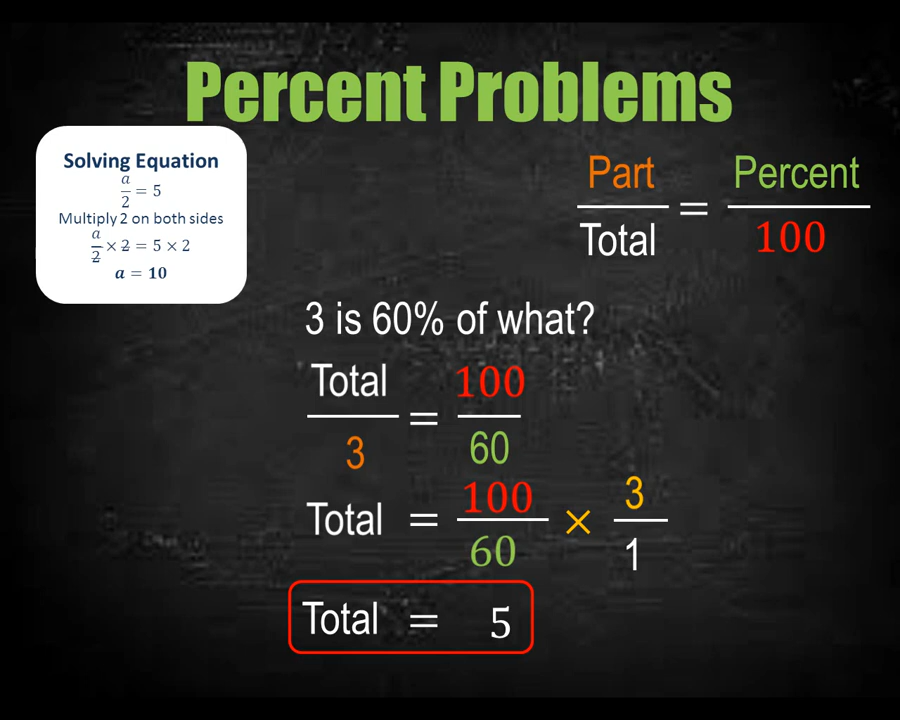 Percent Problems
Solving Equation
a/2 = 5
Multiply 2 on both sides
a/2 × 2 = 5 × 2
a = 10
Part/Total = Percent/100
3 is 60% of what?
Total/3 = 100/60
Total = 100/60 × 3/1
Total = 5